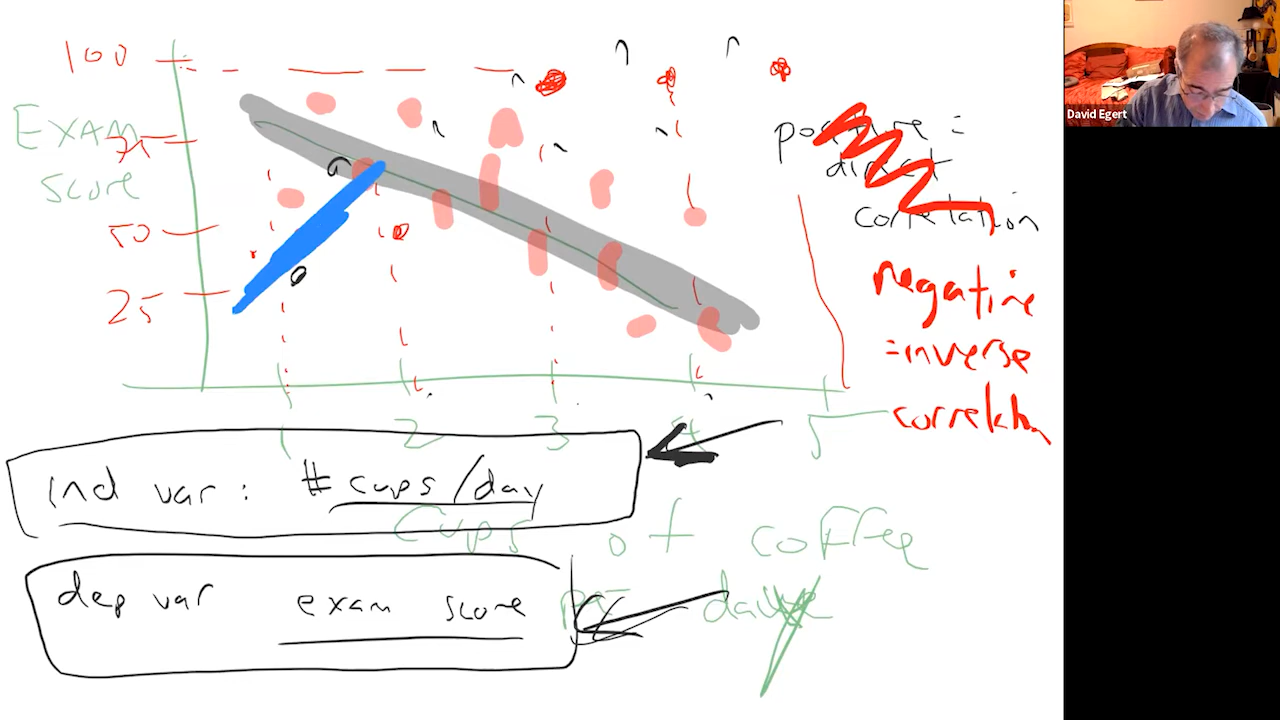 100
EXAM
score
75
50
25
1 2 3 4 5
Cups of coffee
per day
ind var: # cups/day
dep var exam score
positive =
direct
correlation
negative
=inverse
correlation
David Egert